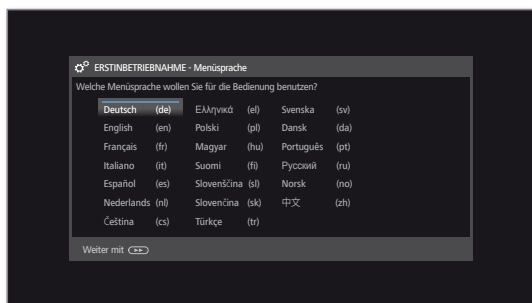 ERSTINBETRIEBNAHME - Menüsprache
Welche Menüsprache wollen Sie für die Bedienung benutzen?
Deutsch (de) Ελληνικά (el) Svenska (sv)
English (en) Polski (pl) Dansk (da)
Français (fr) Magyar (hu) Português (pt)
Italiano (it) Suomi (fi) Русский (ru)
Español (es) Slovenščina (sl) Norsk (no)
Nederlands (nl) Slovenčina (sk) 中文 (zh)
Čeština (cs) Türkçe (tr)
Weiter mit